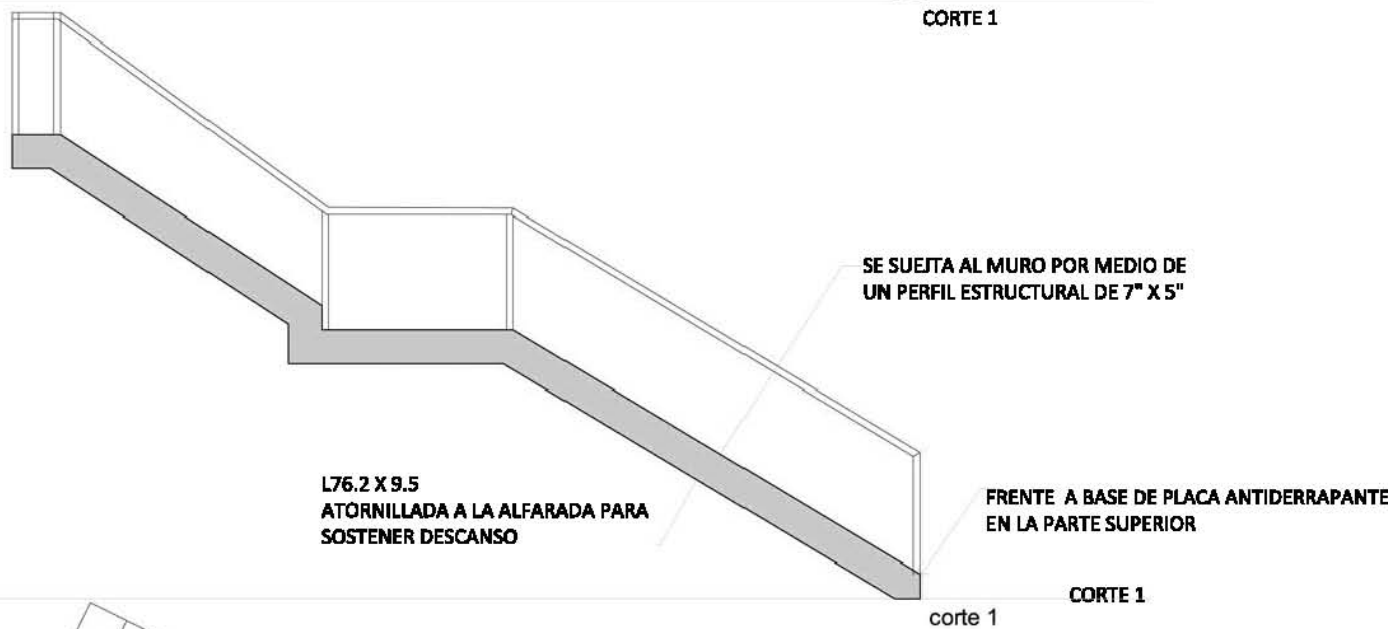 CORTE 1
SE SUEJTA AL MURO POR MEDIO DE
UN PERFIL ESTRUCTURAL DE 7" X 5"
L76.2 X 9.5
ATORNILLADA A LA ALFARADA PARA
SOSTENER DESCANSO
FRENTE A BASE DE PLACA ANTIDERRAPANTE
EN LA PARTE SUPERIOR
CORTE 1
corte 1